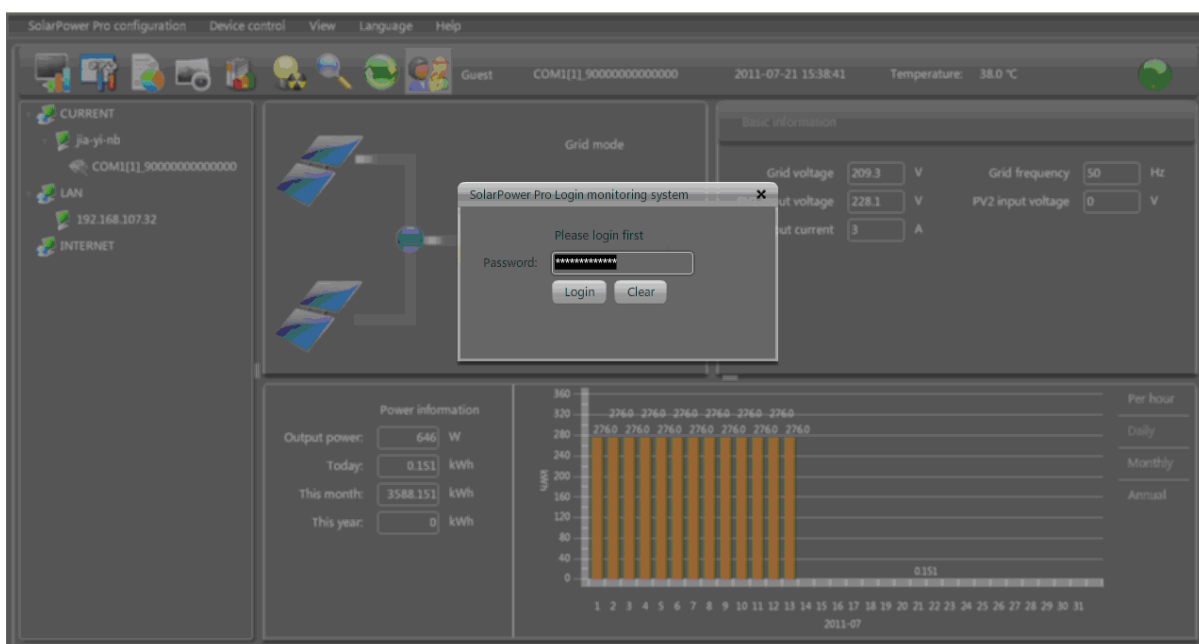 SolarPower Pro configuration Device control View Language Help
Guest COM1[1]_90000000000000 2011-07-21 15:38:41 Temperature: 38.0 ℃
CURRENT
jia-yi-nb
COM1[1]_90000000000000
LAN
192.168.107.32
INTERNET
Grid mode
Basic information
Grid voltage 209.3 V Grid frequency 50 Hz
ut voltage 228.1 V PV2 input voltage 0 V
ut current 3 A
SolarPower Pro Login monitoring system
Please login first
Password: *************
Login Clear
Power information
Output power: 646 W
Today: 0.151 kWh
This month: 3588.151 kWh
This year: 0 kWh
360
320
280
240
200
160
120
80
40
0
kWh
276.0 276.0 276.0 276.0 276.0 276.0
276.0 276.0 276.0 276.0 276.0 276.0 276.0
0.151
1 2 3 4 5 6 7 8 9 10 11 12 13 14 15 16 17 18 19 20 21 22 23 24 25 26 27 28 29 30 31
2011-07
Per hour
Daily
Monthly
Annual